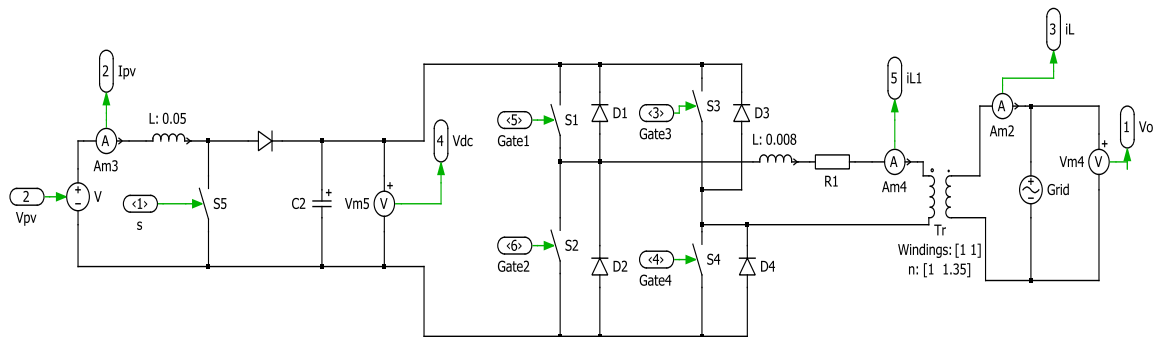 2
Ipv
L: 0.05
A
Am3
2
Vpv
+
−
V
<1>
s
S5
C2
+
+
V
Vm5
4
Vdc
<5>
Gate1
S1
D1
<3>
Gate3
S3
D3
<6>
Gate2
S2
D2
<4>
Gate4
S4
D4
L: 0.008
R1
5
iL1
A
Am4
Tr
Windings: [1 1]
n: [1 1.35]
3
iL
A
Am2
Grid
+
V
Vm4
1
Vo